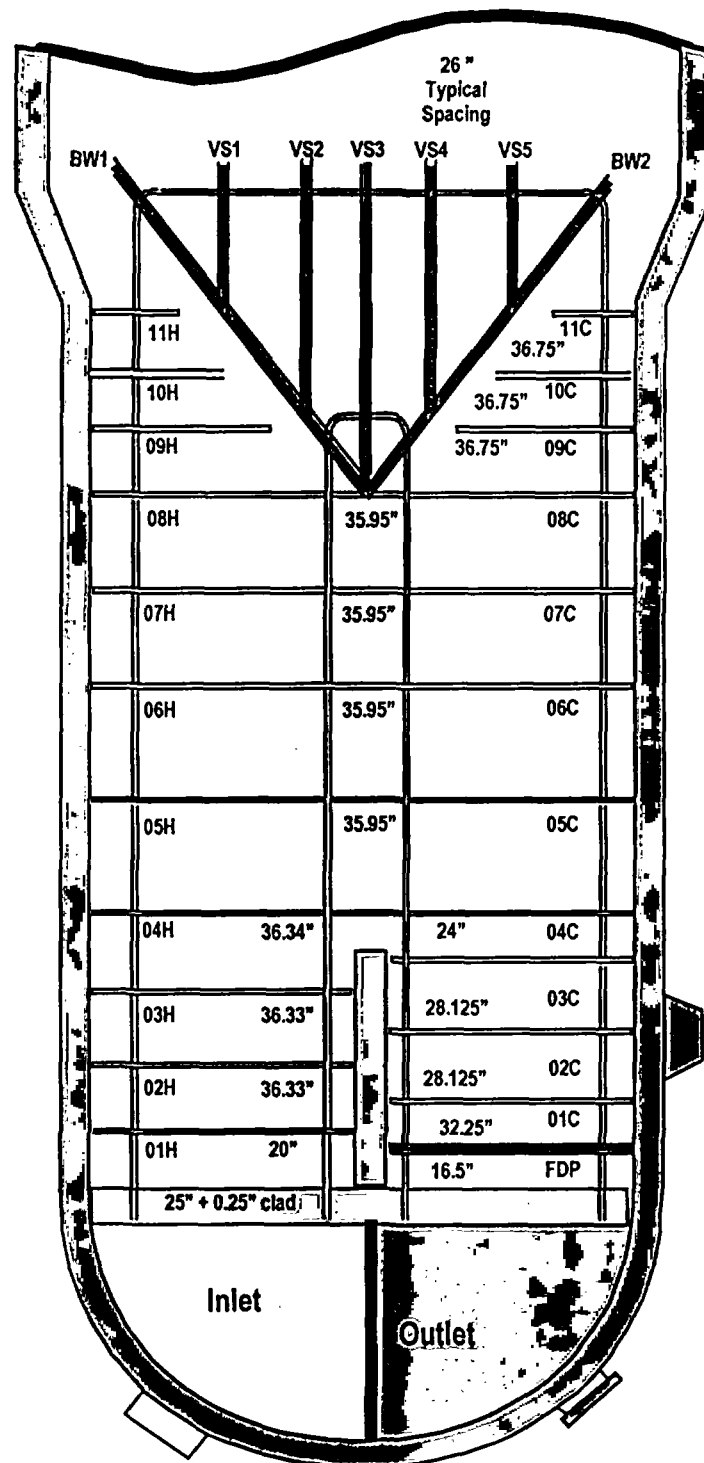 26 "
Typical
Spacing
BW1 VS1 VS2 VS3 VS4 VS5 BW2
11H 11C
36.75"
10H 36.75" 10C
09H 36.75" 09C
08H 35.95" 08C
07H 35.95" 07C
06H 35.95" 06C
05H 35.95" 05C
04H 36.34" 24" 04C
03H 36.33" 28.125" 03C
02H 36.33" 28.125" 02C
32.25" 01C
01H 20"
16.5" FDP
25" + 0.25" clad
Inlet
Outlet